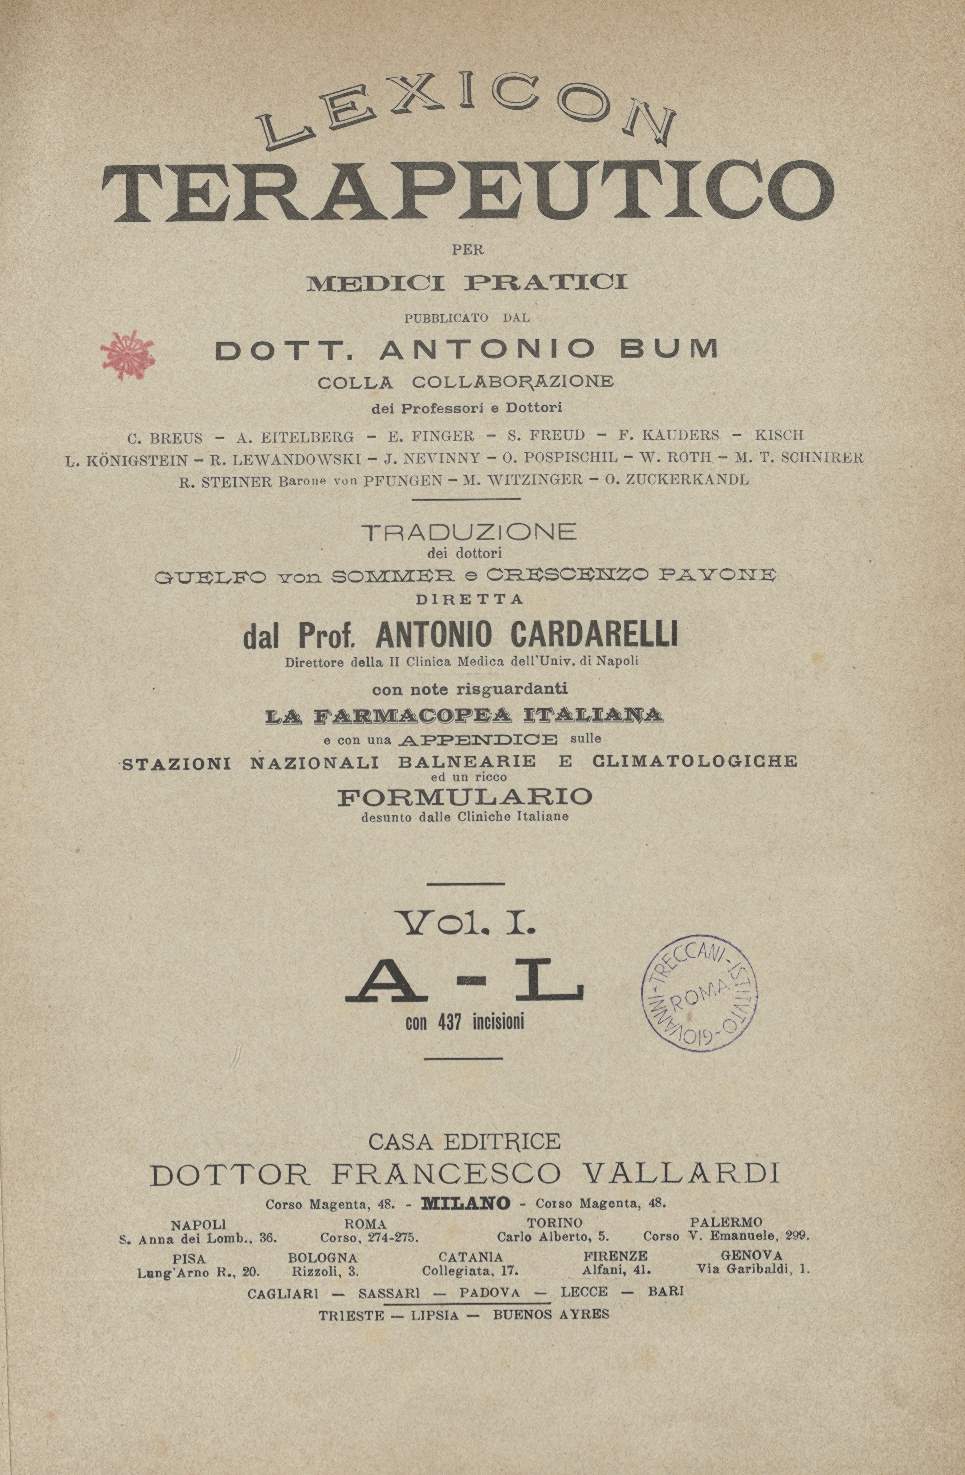 LEXICON
TERAPEUTICO
PER
MEDICI PRATICI
PUBBLICATO DAL
DOTT. ANTONIO BUM
COLLA COLLABORAZIONE
dei Professori e Dottori
C. BREUS – A. EITELBERG – E. FINGER – S. FREUD – F. KAUDERS – KISCH
L. KÖNIGSTEIN – R. LEWANDOWSKI – J. NEVINNY – O. POSPISCHIL – W. ROTH – M. T. SCHNIRER
R. STEINER Barone von PFUNGEN – M. WITZINGER – O. ZUCKERKANDL
TRADUZIONE
dei dottori
GUELFO von SOMMER e CRESCENZO PAVONE
DIRETTA
dal Prof. ANTONIO CARDARELLI
Direttore della II Clinica Medica dell'Univ. di Napoli
con note risguardanti
LA FARMACOPEA ITALIANA
e con una APPENDICE sulle
STAZIONI NAZIONALI BALNEARIE E CLIMATOLOGICHE
ed un ricco
FORMULARIO
desunto dalle Cliniche Italiane
Vol. I.
A - L
con 437 incisioni
GIOVANNI-TRECCANI-ISTITVTO-
ROMA
CASA EDITRICE
DOTTOR FRANCESCO VALLARDI
Corso Magenta, 48. - MILANO - Corso Magenta, 48.
NAPOLI ROMA TORINO PALERMO
S. Anna dei Lomb., 36. Corso, 274-275. Carlo Alberto, 5. Corso V. Emanuele, 299.
PISA BOLOGNA CATANIA FIRENZE GENOVA
Lung'Arno R., 20. Rizzoli, 3. Collegiata, 17. Alfani, 41. Via Garibaldi, 1.
CAGLIARI — SASSARI — PADOVA — LECCE — BARI
TRIESTE — LIPSIA — BUENOS AYRES